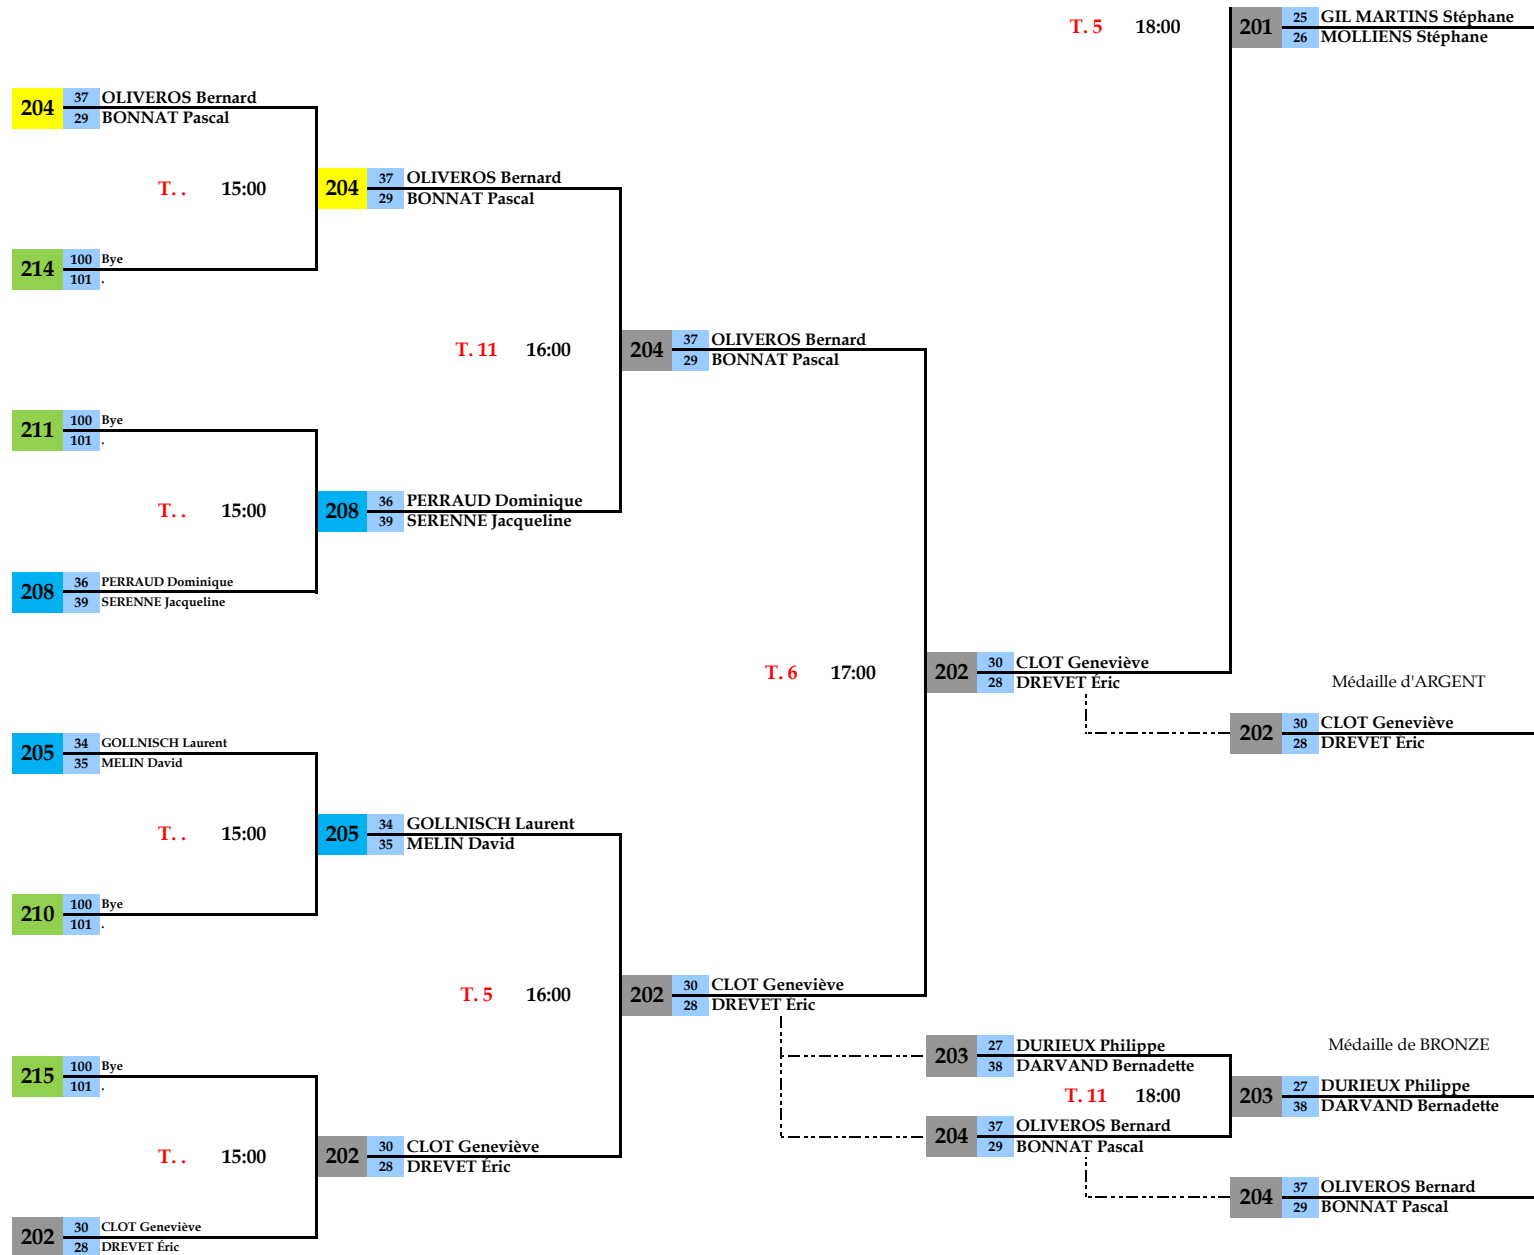 T. 5 18:00
201 25 GIL MARTINS Stéphane
26 MOLLIENS Stéphane
204 37 OLIVEROS Bernard
29 BONNAT Pascal
T. . 15:00
204 37 OLIVEROS Bernard
29 BONNAT Pascal
214 100 Bye
101 .
T. 11 16:00
204 37 OLIVEROS Bernard
29 BONNAT Pascal
211 100 Bye
101 .
T. . 15:00
208 36 PERRAUD Dominique
39 SERENNE Jacqueline
208 36 PERRAUD Dominique
39 SERENNE Jacqueline
T. 6 17:00
202 30 CLOT Geneviève
28 DREVET Éric
Médaille d'ARGENT
202 30 CLOT Geneviève
28 DREVET Éric
205 34 GOLLNISCH Laurent
35 MELIN David
T. . 15:00
205 34 GOLLNISCH Laurent
35 MELIN David
210 100 Bye
101 .
T. 5 16:00
202 30 CLOT Geneviève
28 DREVET Éric
203 27 DURIEUX Philippe
38 DARVAND Bernadette
Médaille de BRONZE
215 100 Bye
101 .
T. 11 18:00
203 27 DURIEUX Philippe
38 DARVAND Bernadette
204 37 OLIVEROS Bernard
29 BONNAT Pascal
T. . 15:00
202 30 CLOT Geneviève
28 DREVET Éric
204 37 OLIVEROS Bernard
29 BONNAT Pascal
202 30 CLOT Geneviève
28 DREVET Éric